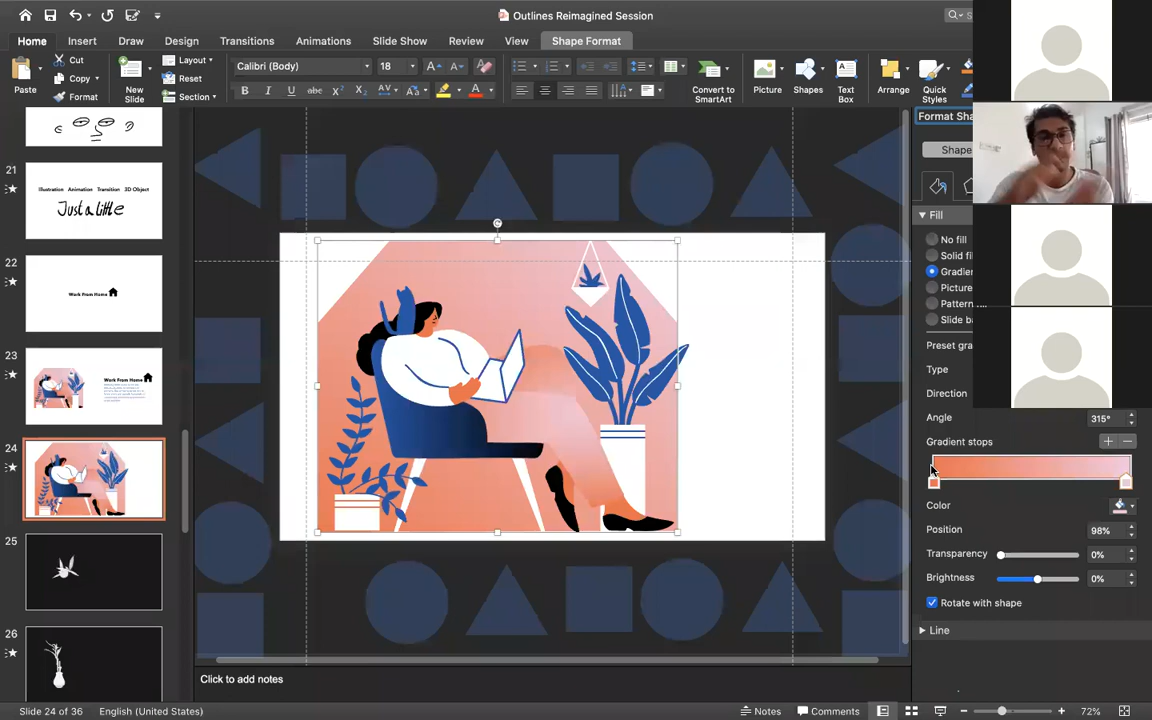 Outlines Reimagined Session
Home
Insert
Draw
Design
Transitions
Animations
Slide Show
Review
View
Shape Format
Paste
Cut
Copy
Format
New
Slide
Layout
Reset
Section
Calibri (Body)
18
Convert to
SmartArt
Picture
Shapes
Text
Box
Arrange
Quick
Styles
21
Illustration Animation Transition 3D Object
Just a little
22
Work From Home
23
Work From Home
24
25
26
Format Sha
Shape
Fill
No fill
Solid fi
Gradien
Picture
Pattern
Slide ba
Preset gra
Type
Direction
Angle
315°
Gradient stops
Color
Position
98%
Transparency
0%
Brightness
0%
Rotate with shape
Line
Click to add notes
Slide 24 of 36
English (United States)
Notes
Comments
72%